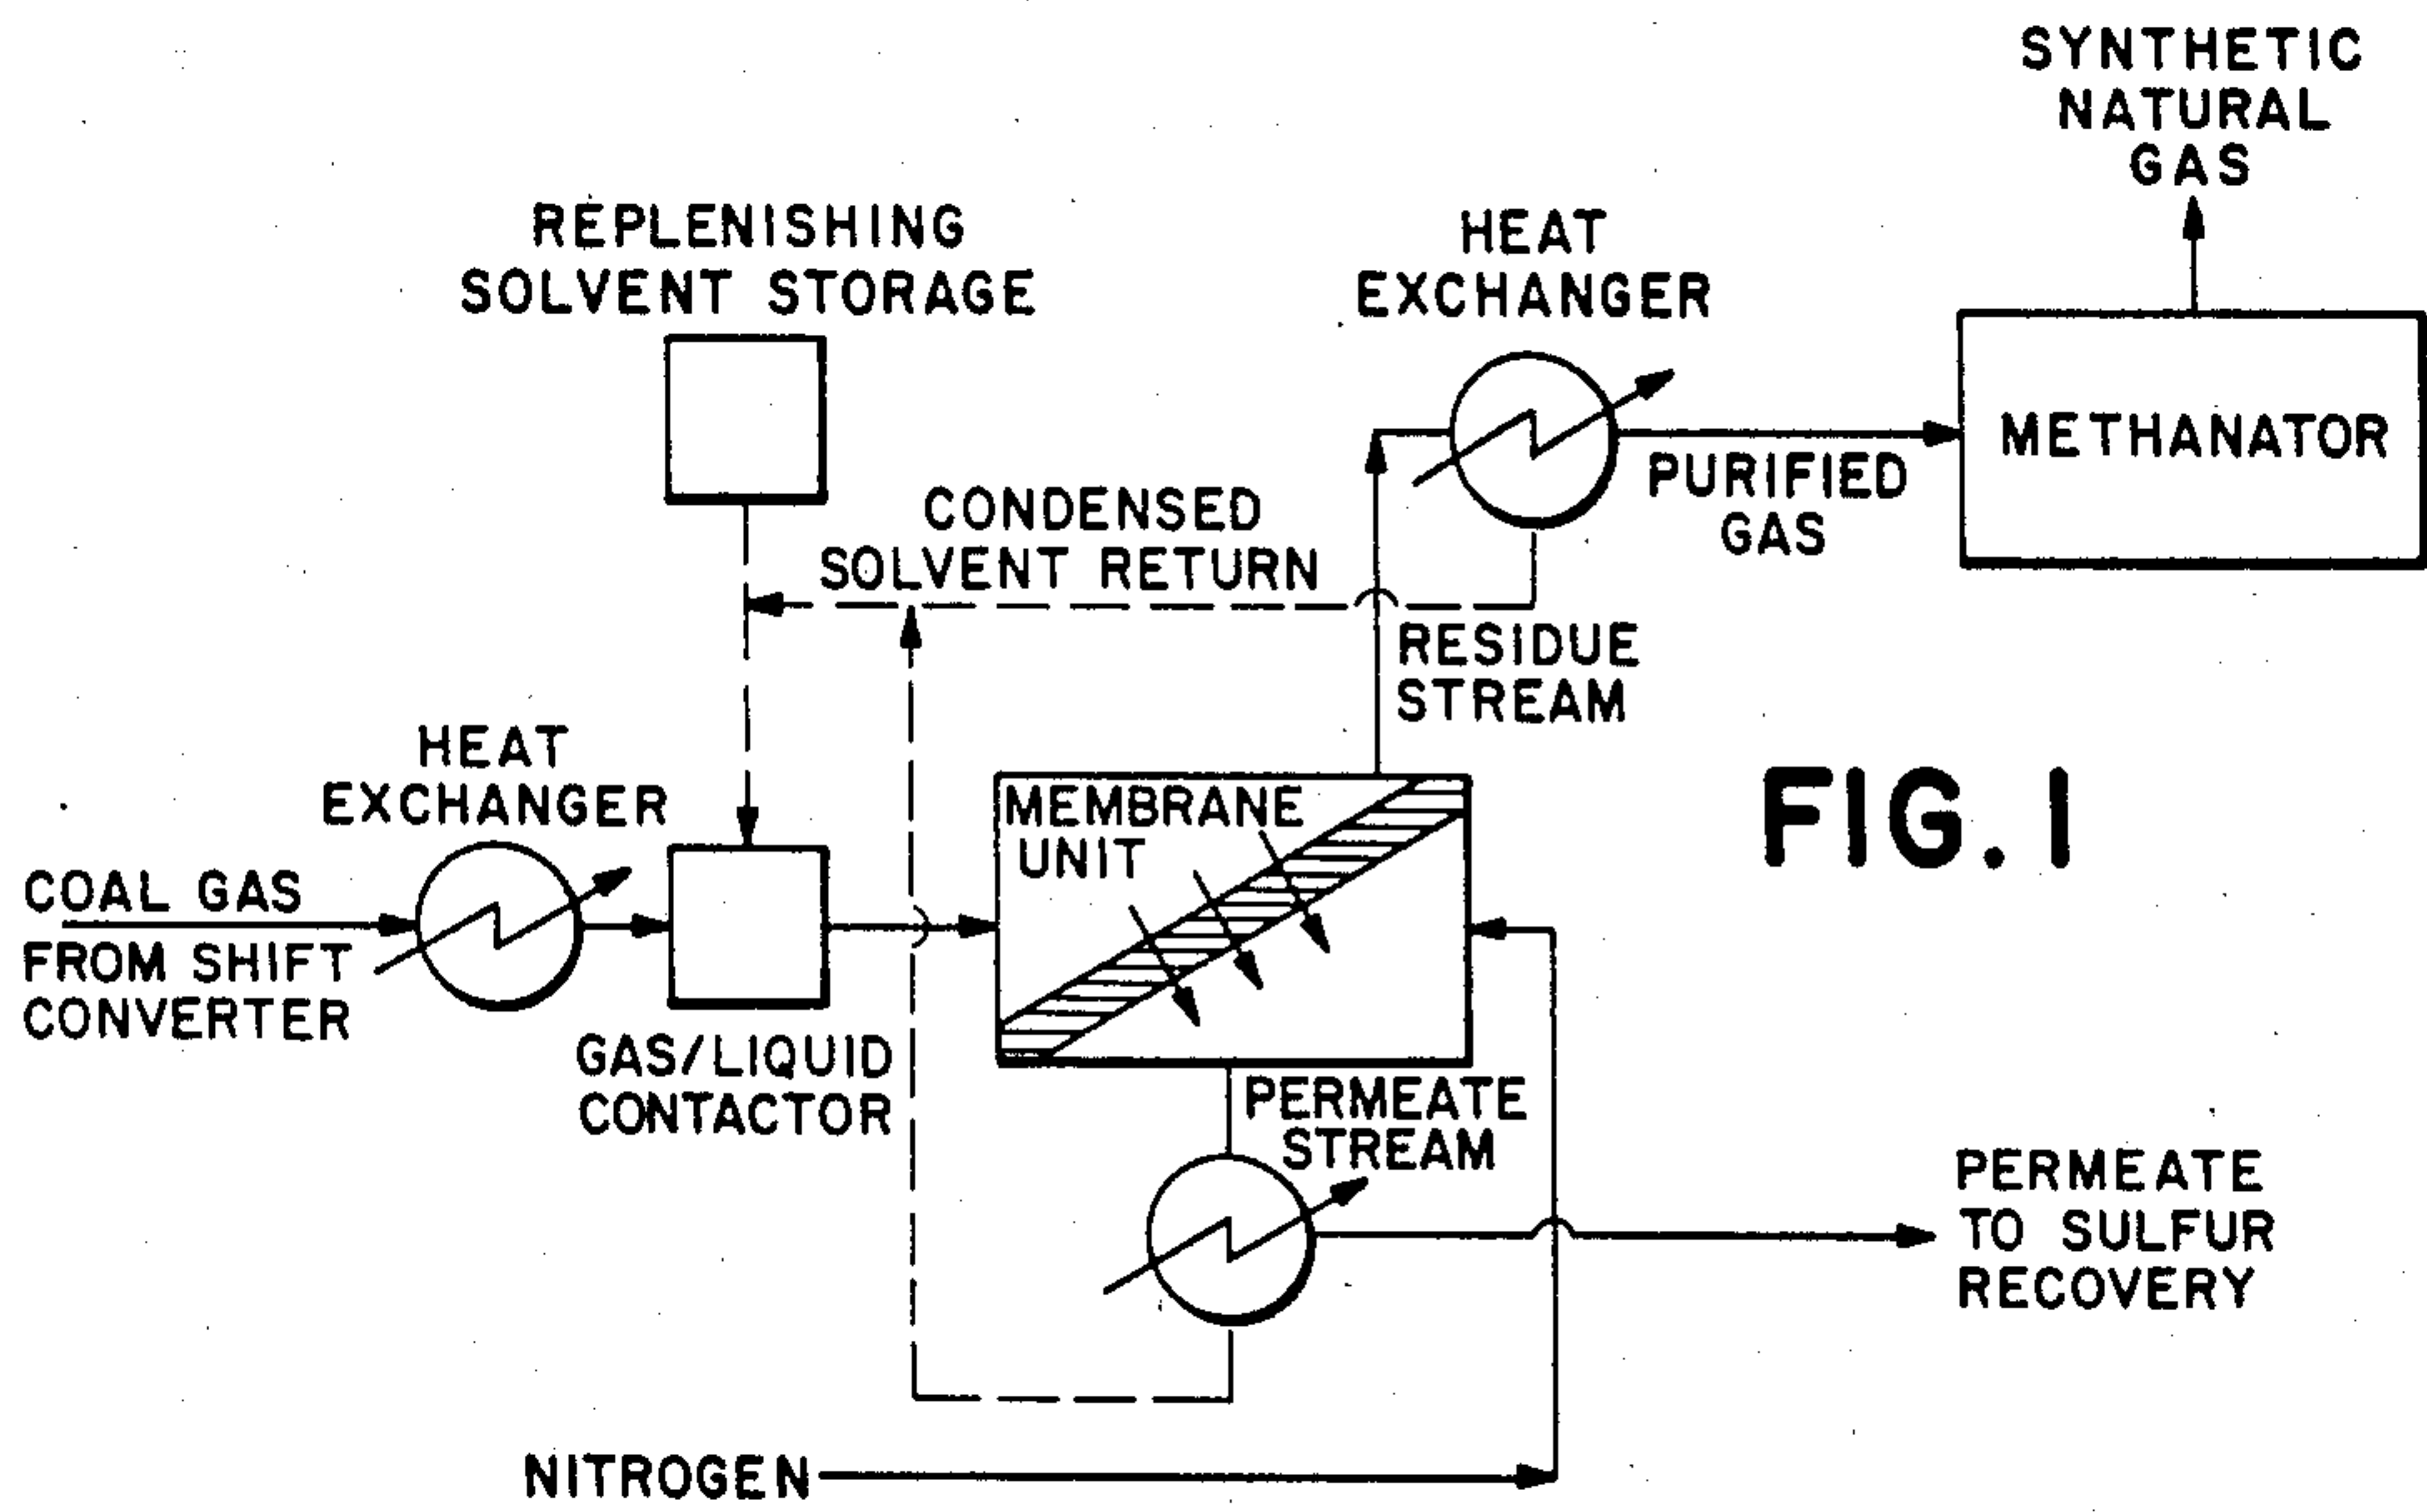 SYNTHETIC
NATURAL
GAS
REPLENISHING
SOLVENT STORAGE
HEAT
EXCHANGER
METHANATOR
PURIFIED
GAS
CONDENSED
SOLVENT RETURN
RESIDUE
STREAM
HEAT
EXCHANGER
MEMBRANE
UNIT
FIG. 1
COAL GAS
FROM SHIFT
CONVERTER
GAS/LIQUID
CONTACTOR
PERMEATE
STREAM
PERMEATE
TO SULFUR
RECOVERY
NITROGEN